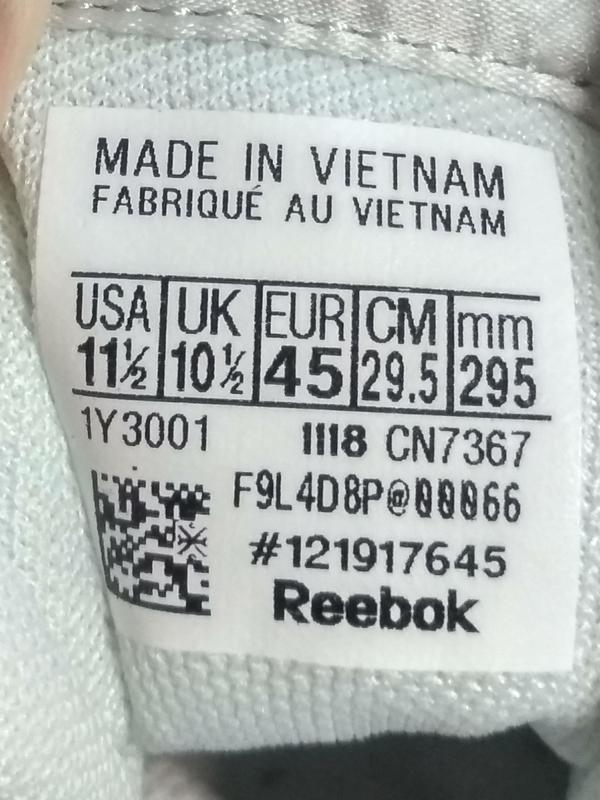 MADE IN VIETNAM
FABRIQUÉ AU VIETNAM
USA UK EUR CM mm
11½ 10½ 45 29.5 295
1Y3001 1118 CN7367
F9L4D8P@00066
#121917645
Reebok